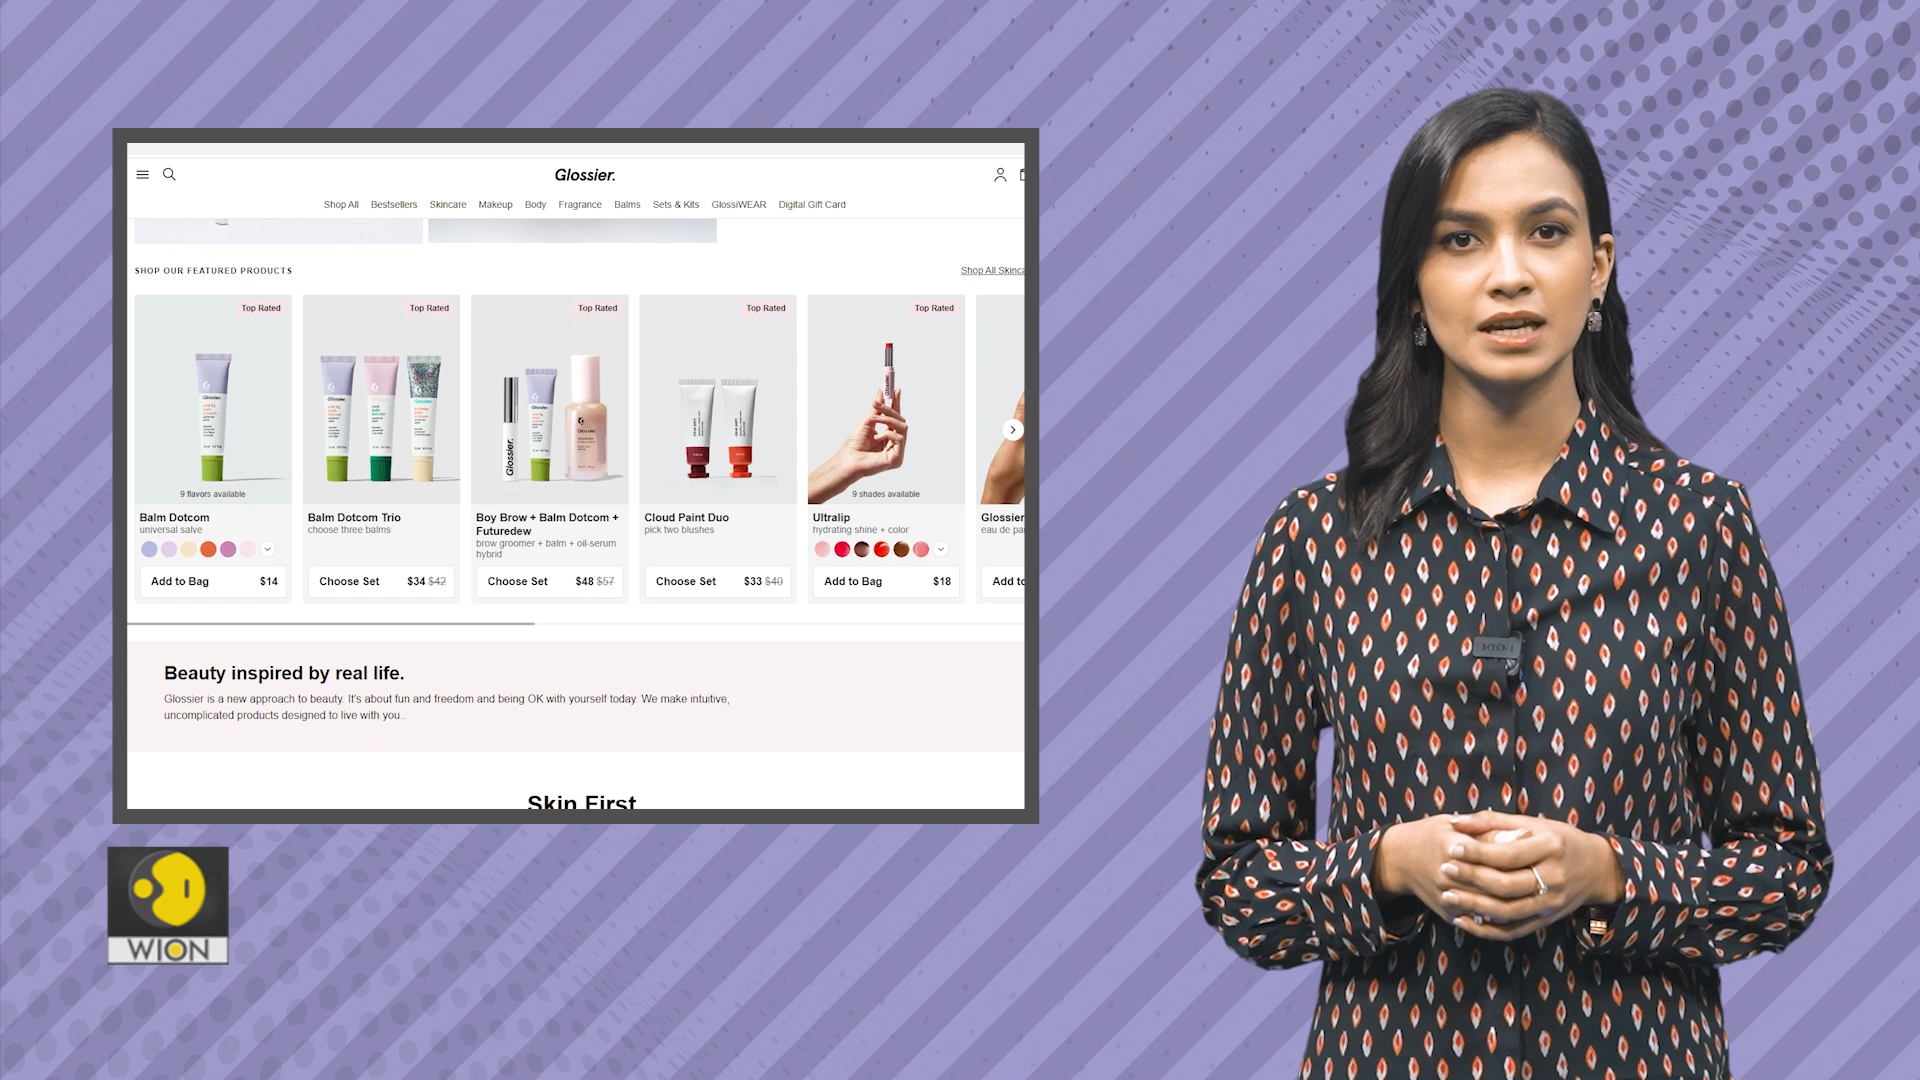 Glossier.
Shop All Bestsellers Skincare Makeup Body Fragrance Balms Sets & Kits GlossiWEAR Digital Gift Card
SHOP OUR FEATURED PRODUCTS
Shop All Skinca
Top Rated
9 flavors available
Balm Dotcom
universal salve
Add to Bag $14
Top Rated
Balm Dotcom Trio
choose three balms
Choose Set $34 $42
Top Rated
Glossier.
Boy Brow + Balm Dotcom +
Futuredew
brow groomer + balm + oil-serum
hybrid
Choose Set $48 $57
Top Rated
Cloud Paint Duo
pick two blushes
Choose Set $33 $40
Top Rated
9 shades available
Ultralip
hydrating shine + color
Add to Bag $18
Glossier
eau de pa
Add to
Beauty inspired by real life.
Glossier is a new approach to beauty. It's about fun and freedom and being OK with yourself today. We make intuitive,
uncomplicated products designed to live with you..
Skin First
WION